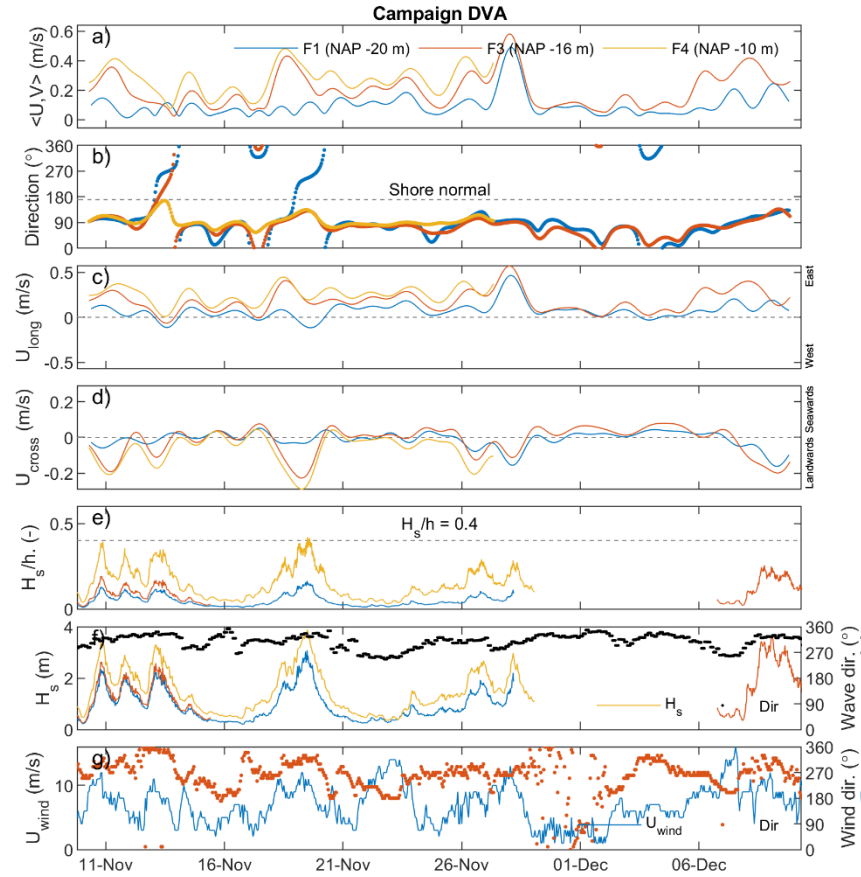 Campaign DVA
a)
F1 (NAP -20 m)
F3 (NAP -16 m)
F4 (NAP -10 m)
<U,V> (m/s)
0.6
0.4
0.2
0
b)
Shore normal
Direction (°)
360
270
180
90
0
c)
U_long (m/s)
0.5
0
-0.5
East
West
d)
U_cross (m/s)
0.2
0
-0.2
Landwards Seawards
e)
H_s/h = 0.4
H_s/h. (-)
0.5
0
f)
H_s (m)
4
2
0
H_s
Dir
360
270
180
90
0
Wave dir. (°)
g)
U_wind (m/s)
10
0
U_wind
Dir
360
270
180
90
0
Wind dir. (°)
11-Nov
16-Nov
21-Nov
26-Nov
01-Dec
06-Dec